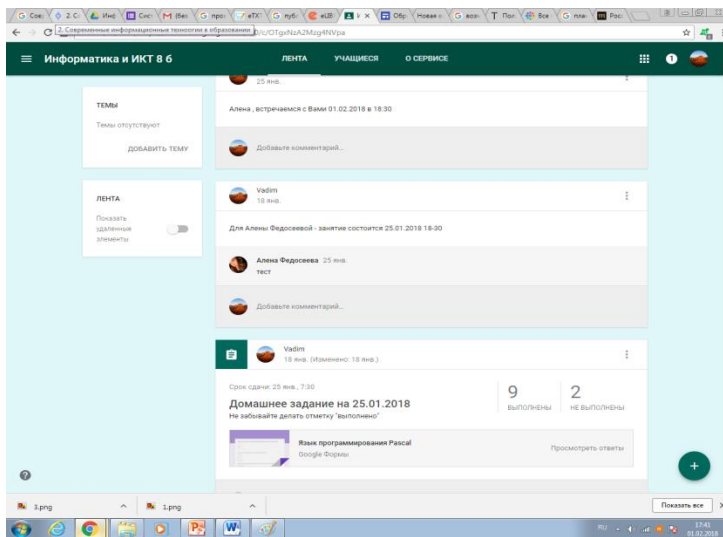 2. Современные информационные технологии в образовании
Информатика и ИКТ 8 б
ЛЕНТА
УЧАЩИЕСЯ
О СЕРВИСЕ
1
25 янв.
ТЕМЫ
Темы отсутствуют
ДОБАВИТЬ ТЕМУ
Алена , встречаемся с Вами 01.02.2018 в 18:30
Добавьте комментарий...
ЛЕНТА
Показать
удаленные
элементы
Vadim
18 янв.
Для Алены Федосеевой - занятие состоится 25.01.2018 18-30
Алена Федосеева 25 янв.
тест
Добавьте комментарий...
Vadim
18 янв. (Изменено: 18 янв.)
Срок сдачи: 25 янв., 7:30
Домашнее задание на 25.01.2018
Не забывайте делать отметку "выполнено"
9
ВЫПОЛНЕНЫ
2
НЕ ВЫПОЛНЕНЫ
Язык программирования Pascal
Google Формы
Просмотреть ответы
3.png
1.png
Показать все
RU
17:41
01.02.2018